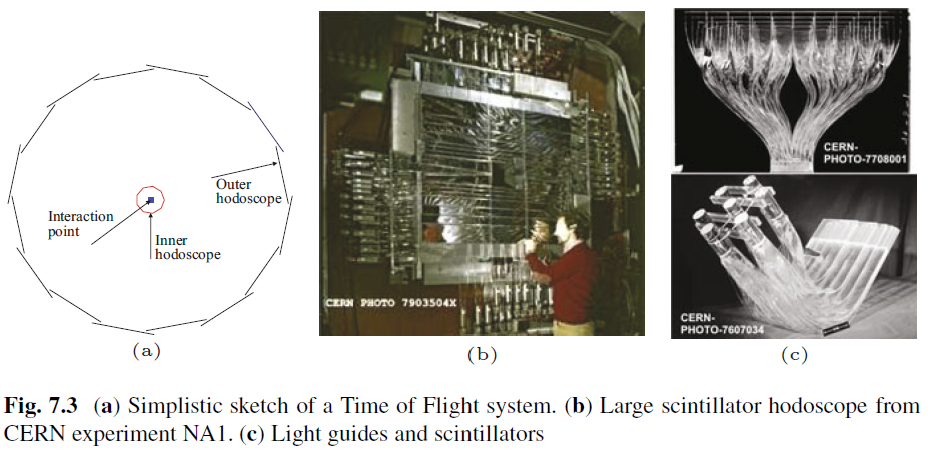 Interaction
point
Outer
hodoscope
Inner
hodoscope
(a)
CERN PHOTO 7903504X
(b)
CERN-
PHOTO-7708001
CERN-
PHOTO-7607034
(c)
Fig. 7.3 (a) Simplistic sketch of a Time of Flight system. (b) Large scintillator hodoscope from
CERN experiment NA1. (c) Light guides and scintillators